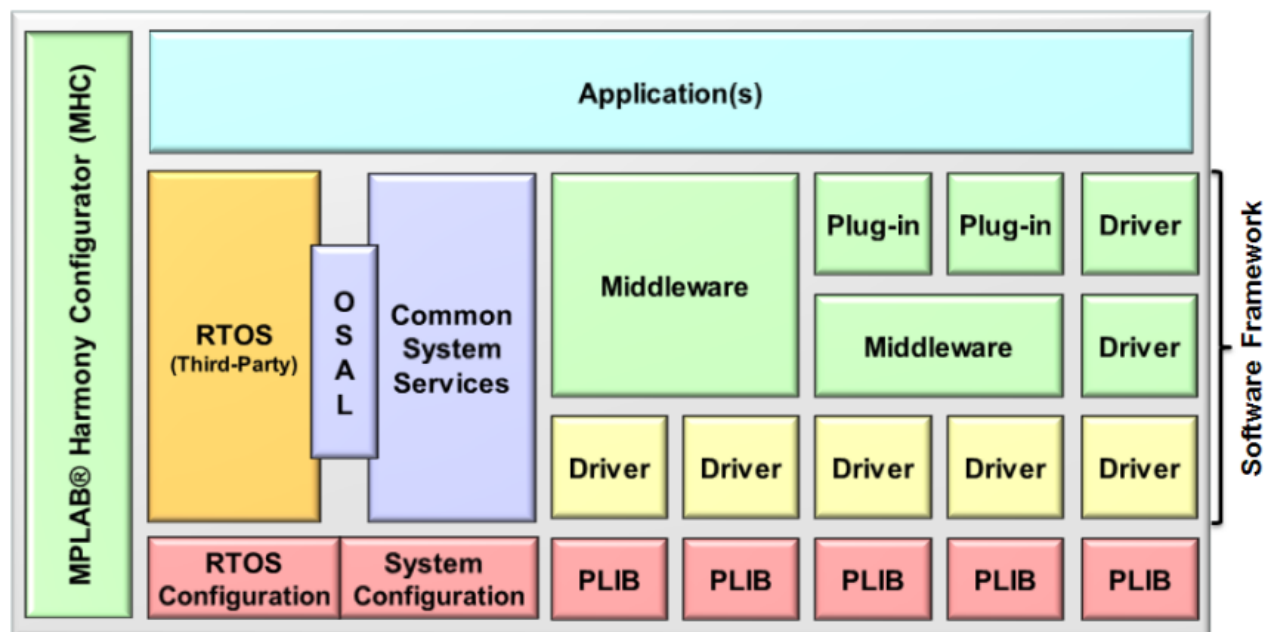 MPLAB® Harmony Configurator (MHC)
Application(s)
RTOS
(Third-Party)
O
S
A
L
Common
System
Services
Middleware
Plug-in
Plug-in
Driver
Middleware
Driver
Driver
Driver
Driver
Driver
Driver
RTOS
Configuration
System
Configuration
PLIB
PLIB
PLIB
PLIB
PLIB
Software Framework